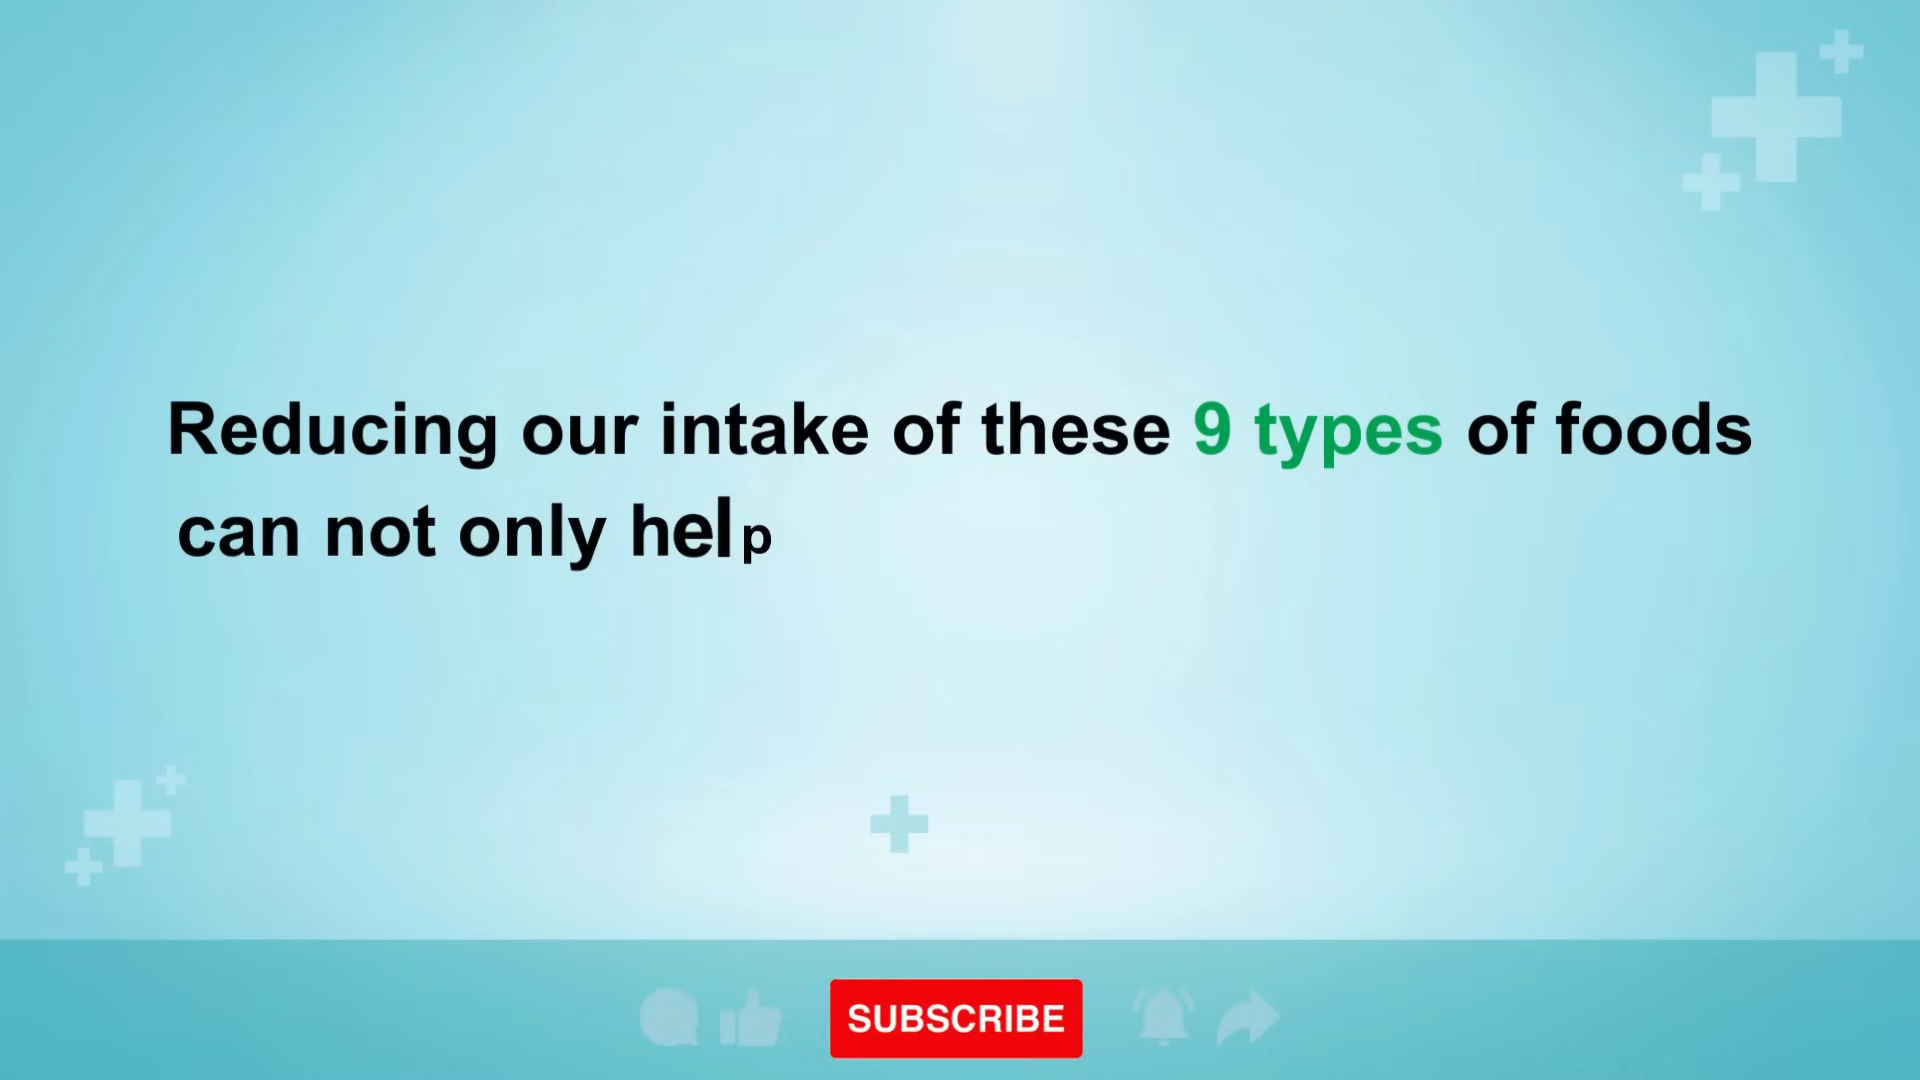 Reducing our intake of these 9 types of foods
can not only help
SUBSCRIBE